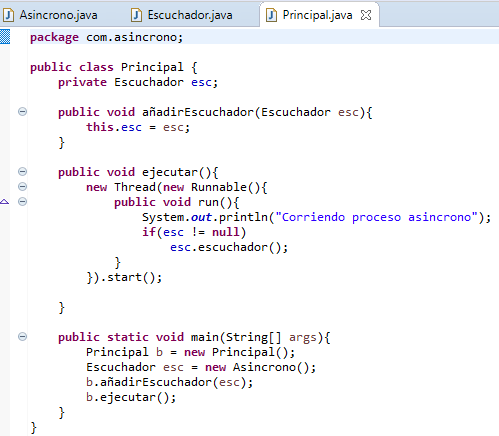 Asincrono.java Escuchador.java Principal.java
package com.asincrono;
public class Principal {
private Escuchador esc;
public void añadirEscuchador(Escuchador esc){
this.esc = esc;
}
public void ejecutar(){
new Thread(new Runnable(){
public void run(){
System.out.println("Corriendo proceso asincrono");
if(esc != null)
esc.escuchador();
}
}).start();
}
public static void main(String[] args){
Principal b = new Principal();
Escuchador esc = new Asincrono();
b.añadirEscuchador(esc);
b.ejecutar();
}
}